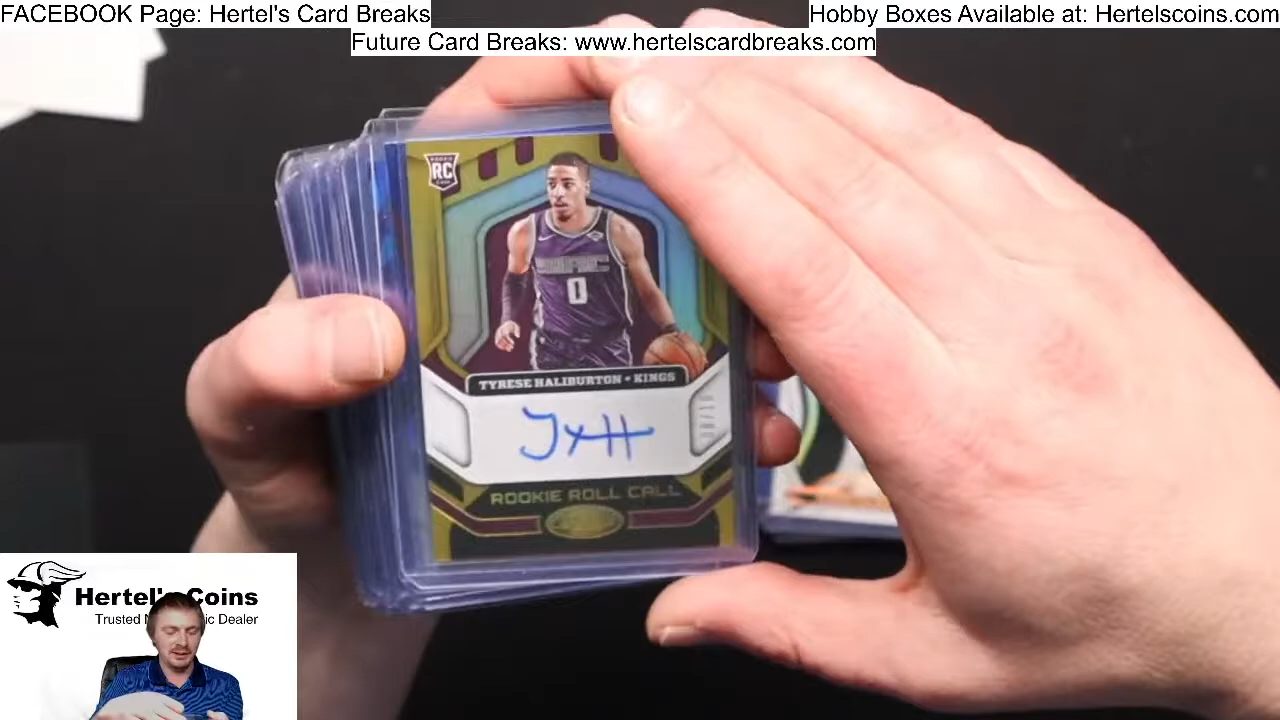 FACEBOOK Page: Hertel's Card Breaks
Hobby Boxes Available at: Hertelscoins.com
Future Card Breaks: www.hertelscardbreaks.com
RC
0
TYRESE HALIBURTON • KINGS
ROOKIE ROLL CALL
Hertel's Coins
Dealer